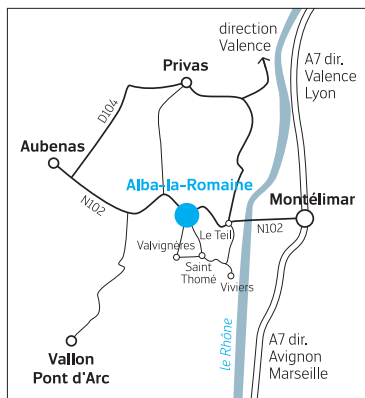 direction
Valence
A7 dir.
Valence
Lyon
Privas
D104
Aubenas
Alba-la-Romaine
Montélimar
N102
Le Teil
N102
Valvignères
Saint
Thomé
Viviers
le Rhône
A7 dir.
Avignon
Marseille
Vallon
Pont d'Arc